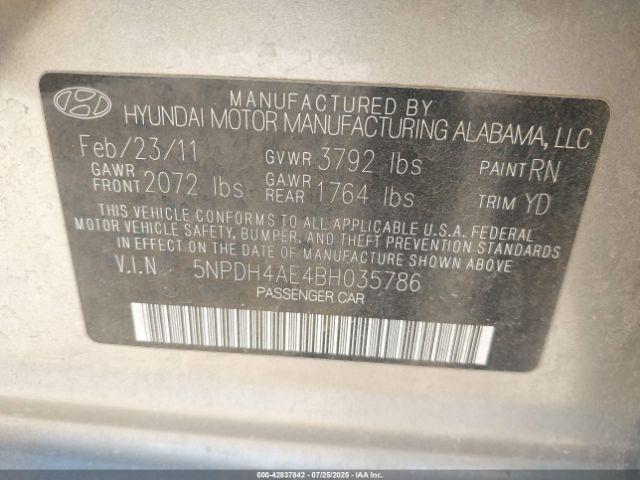 MANUFACTURED BY
HYUNDAI MOTOR MANUFACTURING ALABAMA, LLC
Feb/23/11 GVWR 3792 lbs PAINT RN
GAWR FRONT 2072 lbs GAWR REAR 1764 lbs TRIM YD
THIS VEHICLE CONFORMS TO ALL APPLICABLE U.S.A. FEDERAL
MOTOR VEHICLE SAFETY, BUMPER, AND THEFT PREVENTION STANDARDS
IN EFFECT ON THE DATE OF MANUFACTURE SHOWN ABOVE
V.I.N 5NPDH4AE4BH035786
PASSENGER CAR
000-42837842 | 07/25/2025 | IAAI.COM